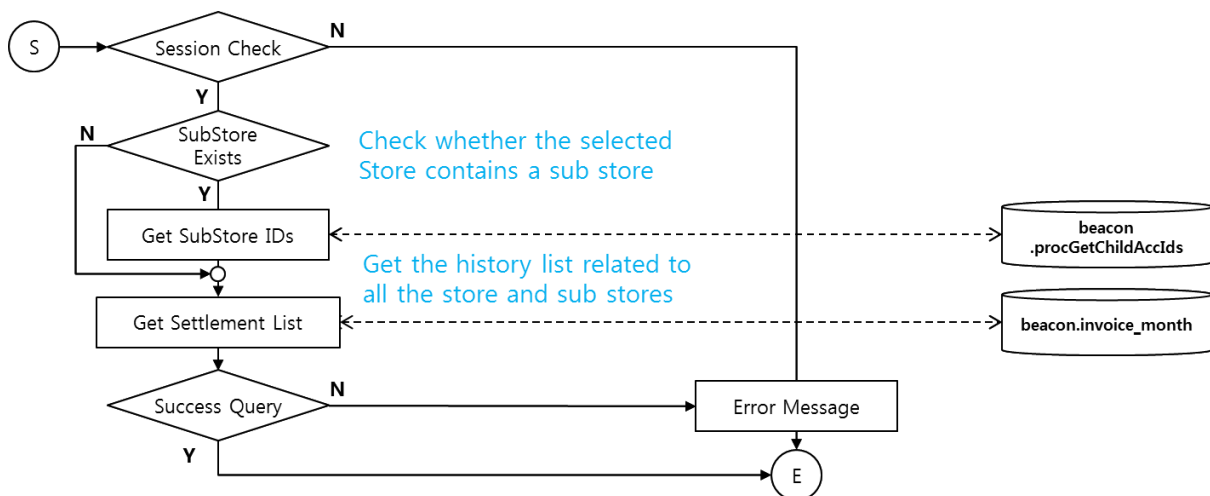 S
Session Check
N
Y
N
SubStore
Exists
Check whether the selected
Store contains a sub store
Y
Get SubStore IDs
beacon
.procGetChildAccIds
Get the history list related to
all the store and sub stores
Get Settlement List
beacon.invoice_month
Success Query
N
Error Message
Y
E